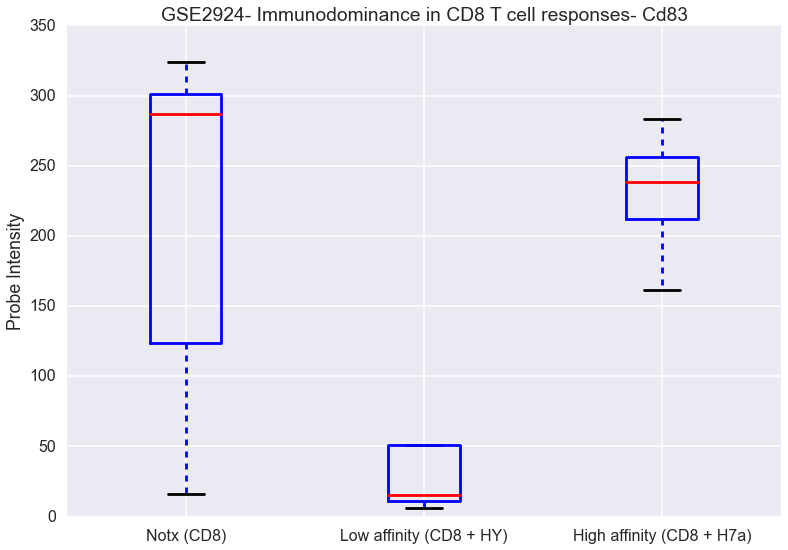 GSE2924- Immunodominance in CD8 T cell responses- Cd83
350
300
250
200
150
100
50
0
Probe Intensity
Notx (CD8)
Low affinity (CD8 + HY)
High affinity (CD8 + H7a)